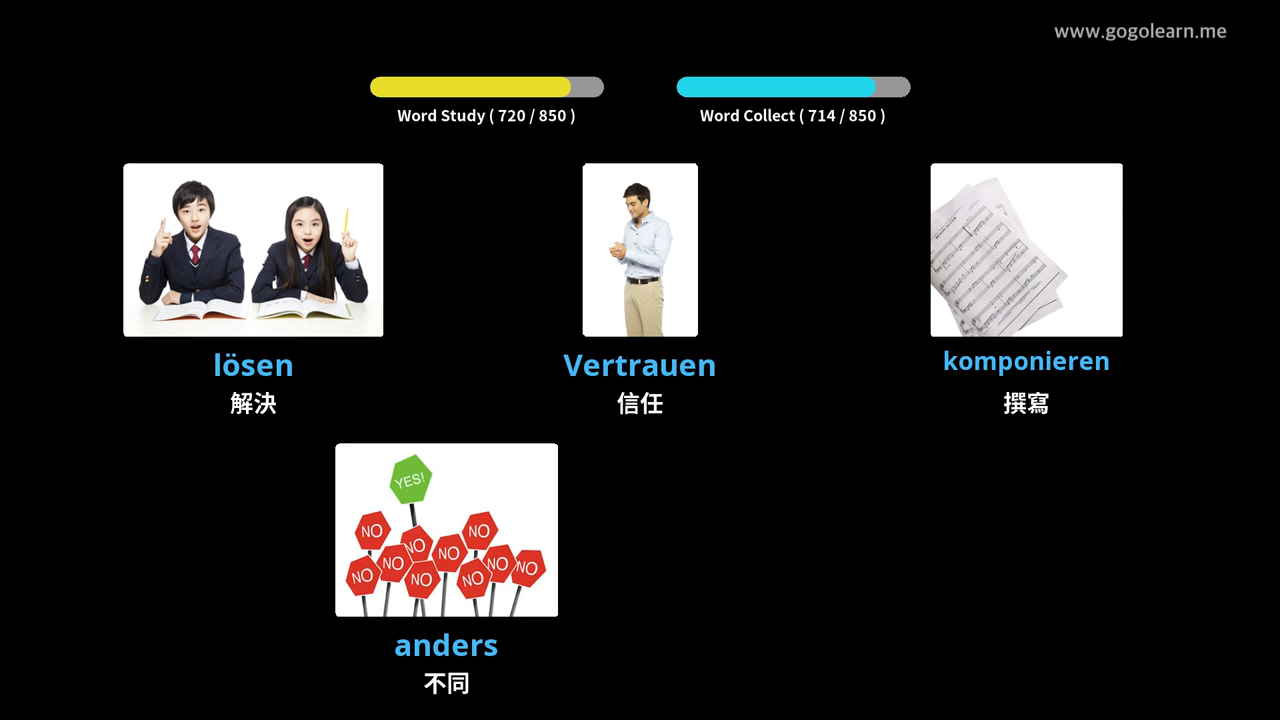 www.gogolearn.me
Word Study ( 720 / 850 )
Word Collect ( 714 / 850 )
lösen
解決
Vertrauen
信任
komponieren
撰寫
YES!
NO
NO
NO
NO
NO
NO
NO
NO
NO
NO
anders
不同